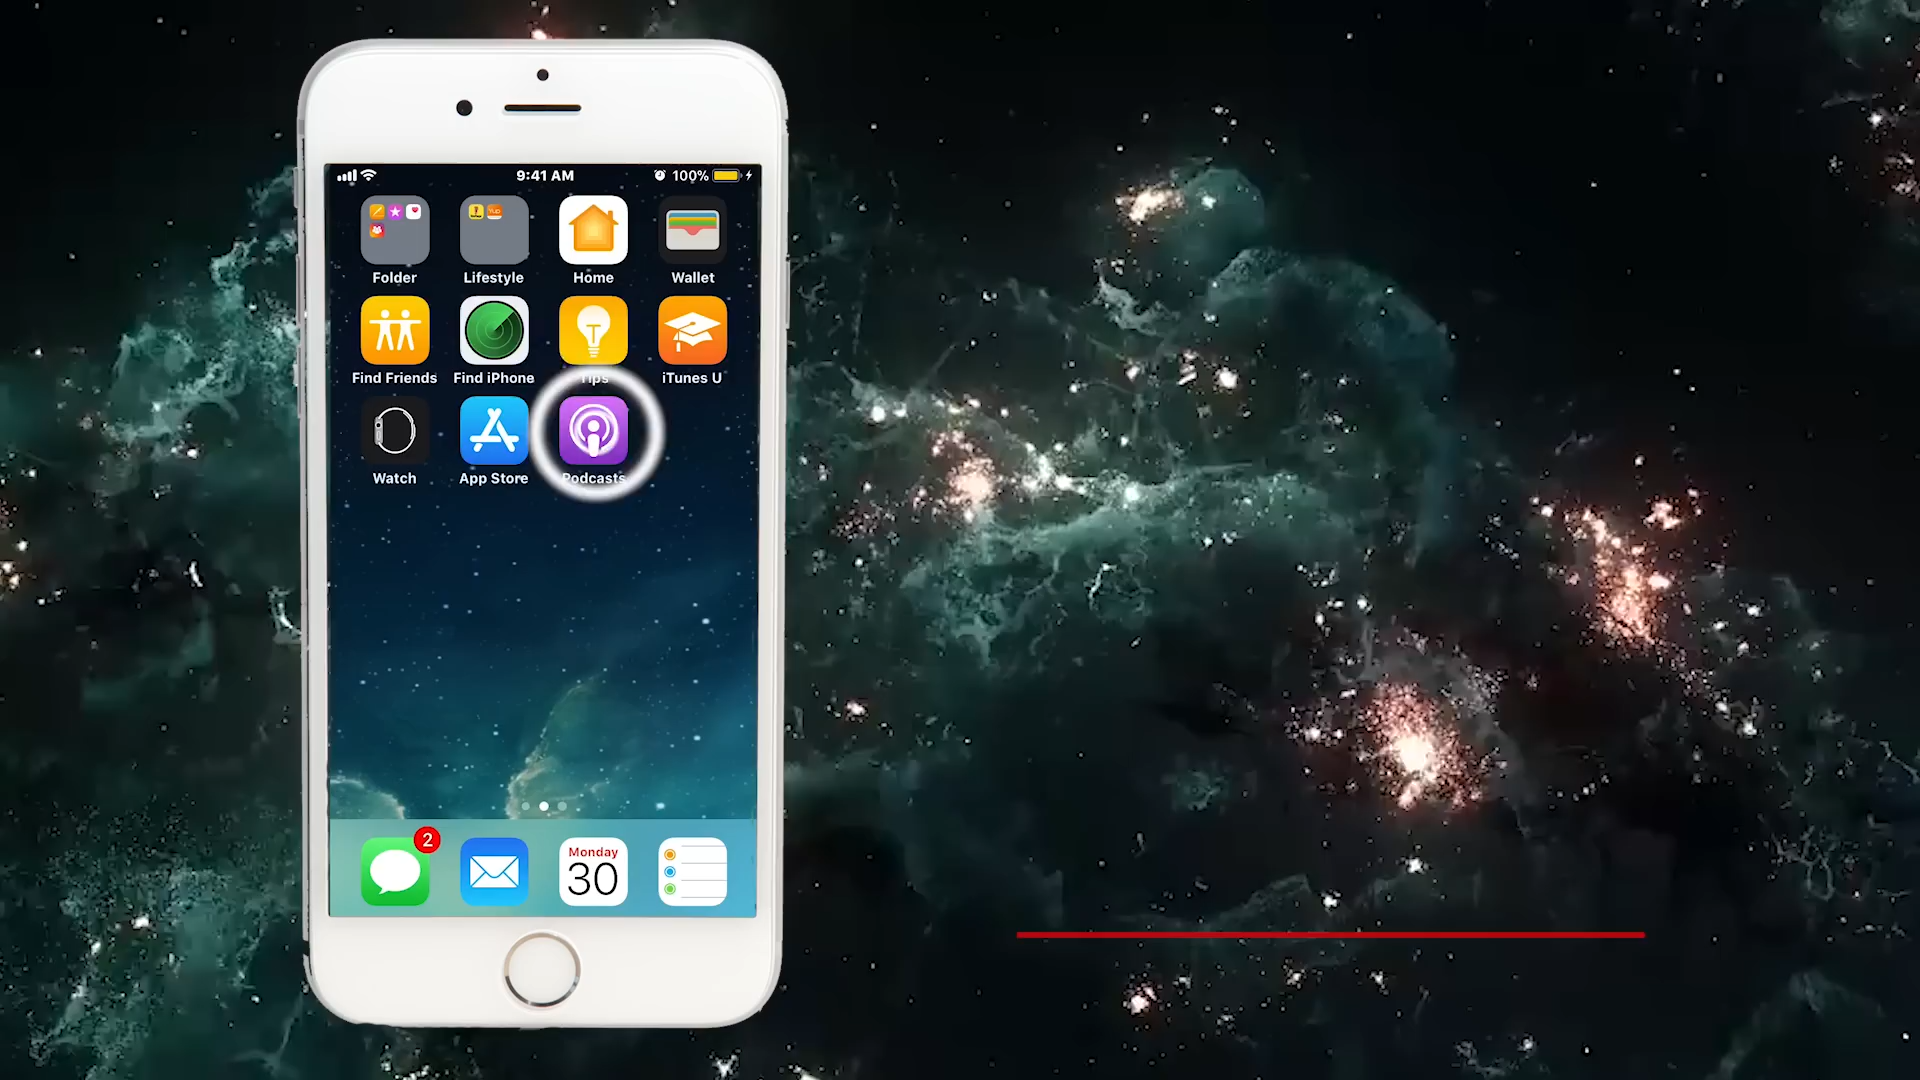 9:41 AM 100%
Folder Lifestyle Home Wallet
Find Friends Find iPhone Tips iTunes U
Watch App Store Podcasts
2
Monday
30